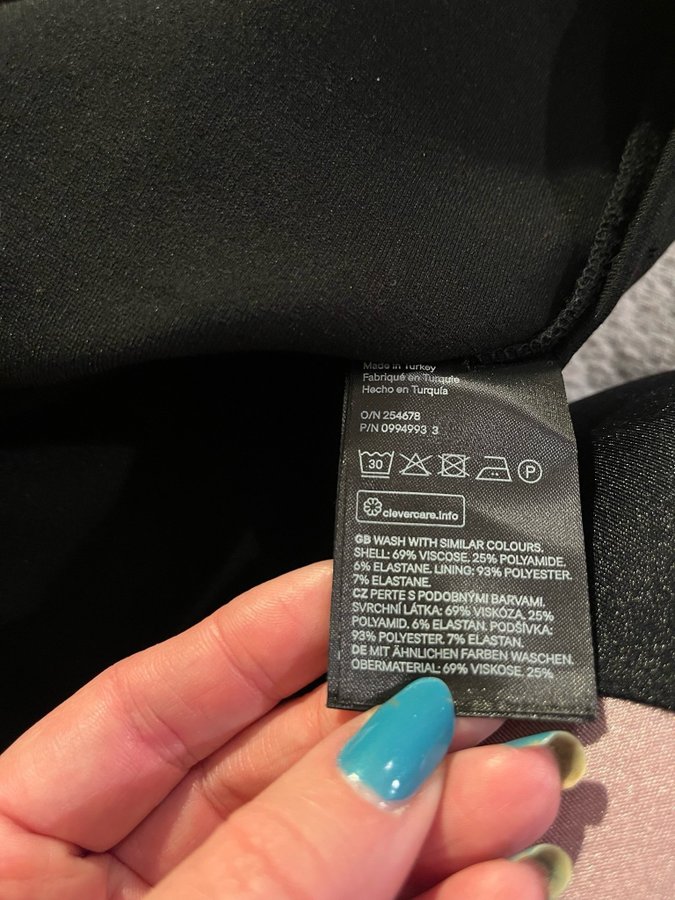 Made in Turkey
Fabriqué en Turquie
Hecho en Turquía
O/N 254678
P/N 0994993 3
30
P
clevercare.info
GB WASH WITH SIMILAR COLOURS.
SHELL: 69% VISCOSE. 25% POLYAMIDE.
6% ELASTANE. LINING: 93% POLYESTER.
7% ELASTANE.
CZ PERTE S PODOBNÝMI BARVAMI.
SVRCHNÍ LÁTKA: 69% VISKÓZA. 25%
POLYAMID. 6% ELASTAN. PODŠÍVKA:
93% POLYESTER. 7% ELASTAN.
DE MIT ÄHNLICHEN FARBEN WASCHEN.
OBERMATERIAL: 69% VISKOSE. 25%